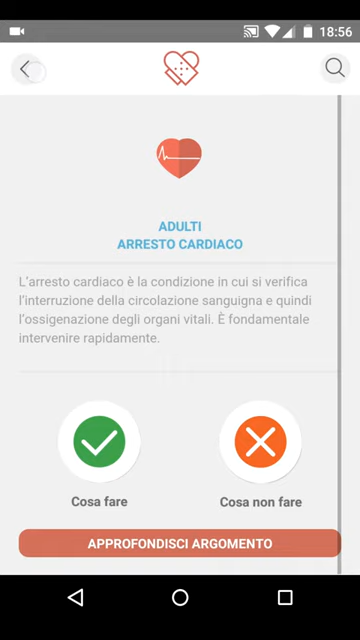 18:56
ADULTI
ARRESTO CARDIACO
L'arresto cardiaco è la condizione in cui si verifica
l'interruzione della circolazione sanguigna e quindi
l'ossigenazione degli organi vitali. È fondamentale
intervenire rapidamente.
Cosa fare
Cosa non fare
APPROFONDISCI ARGOMENTO